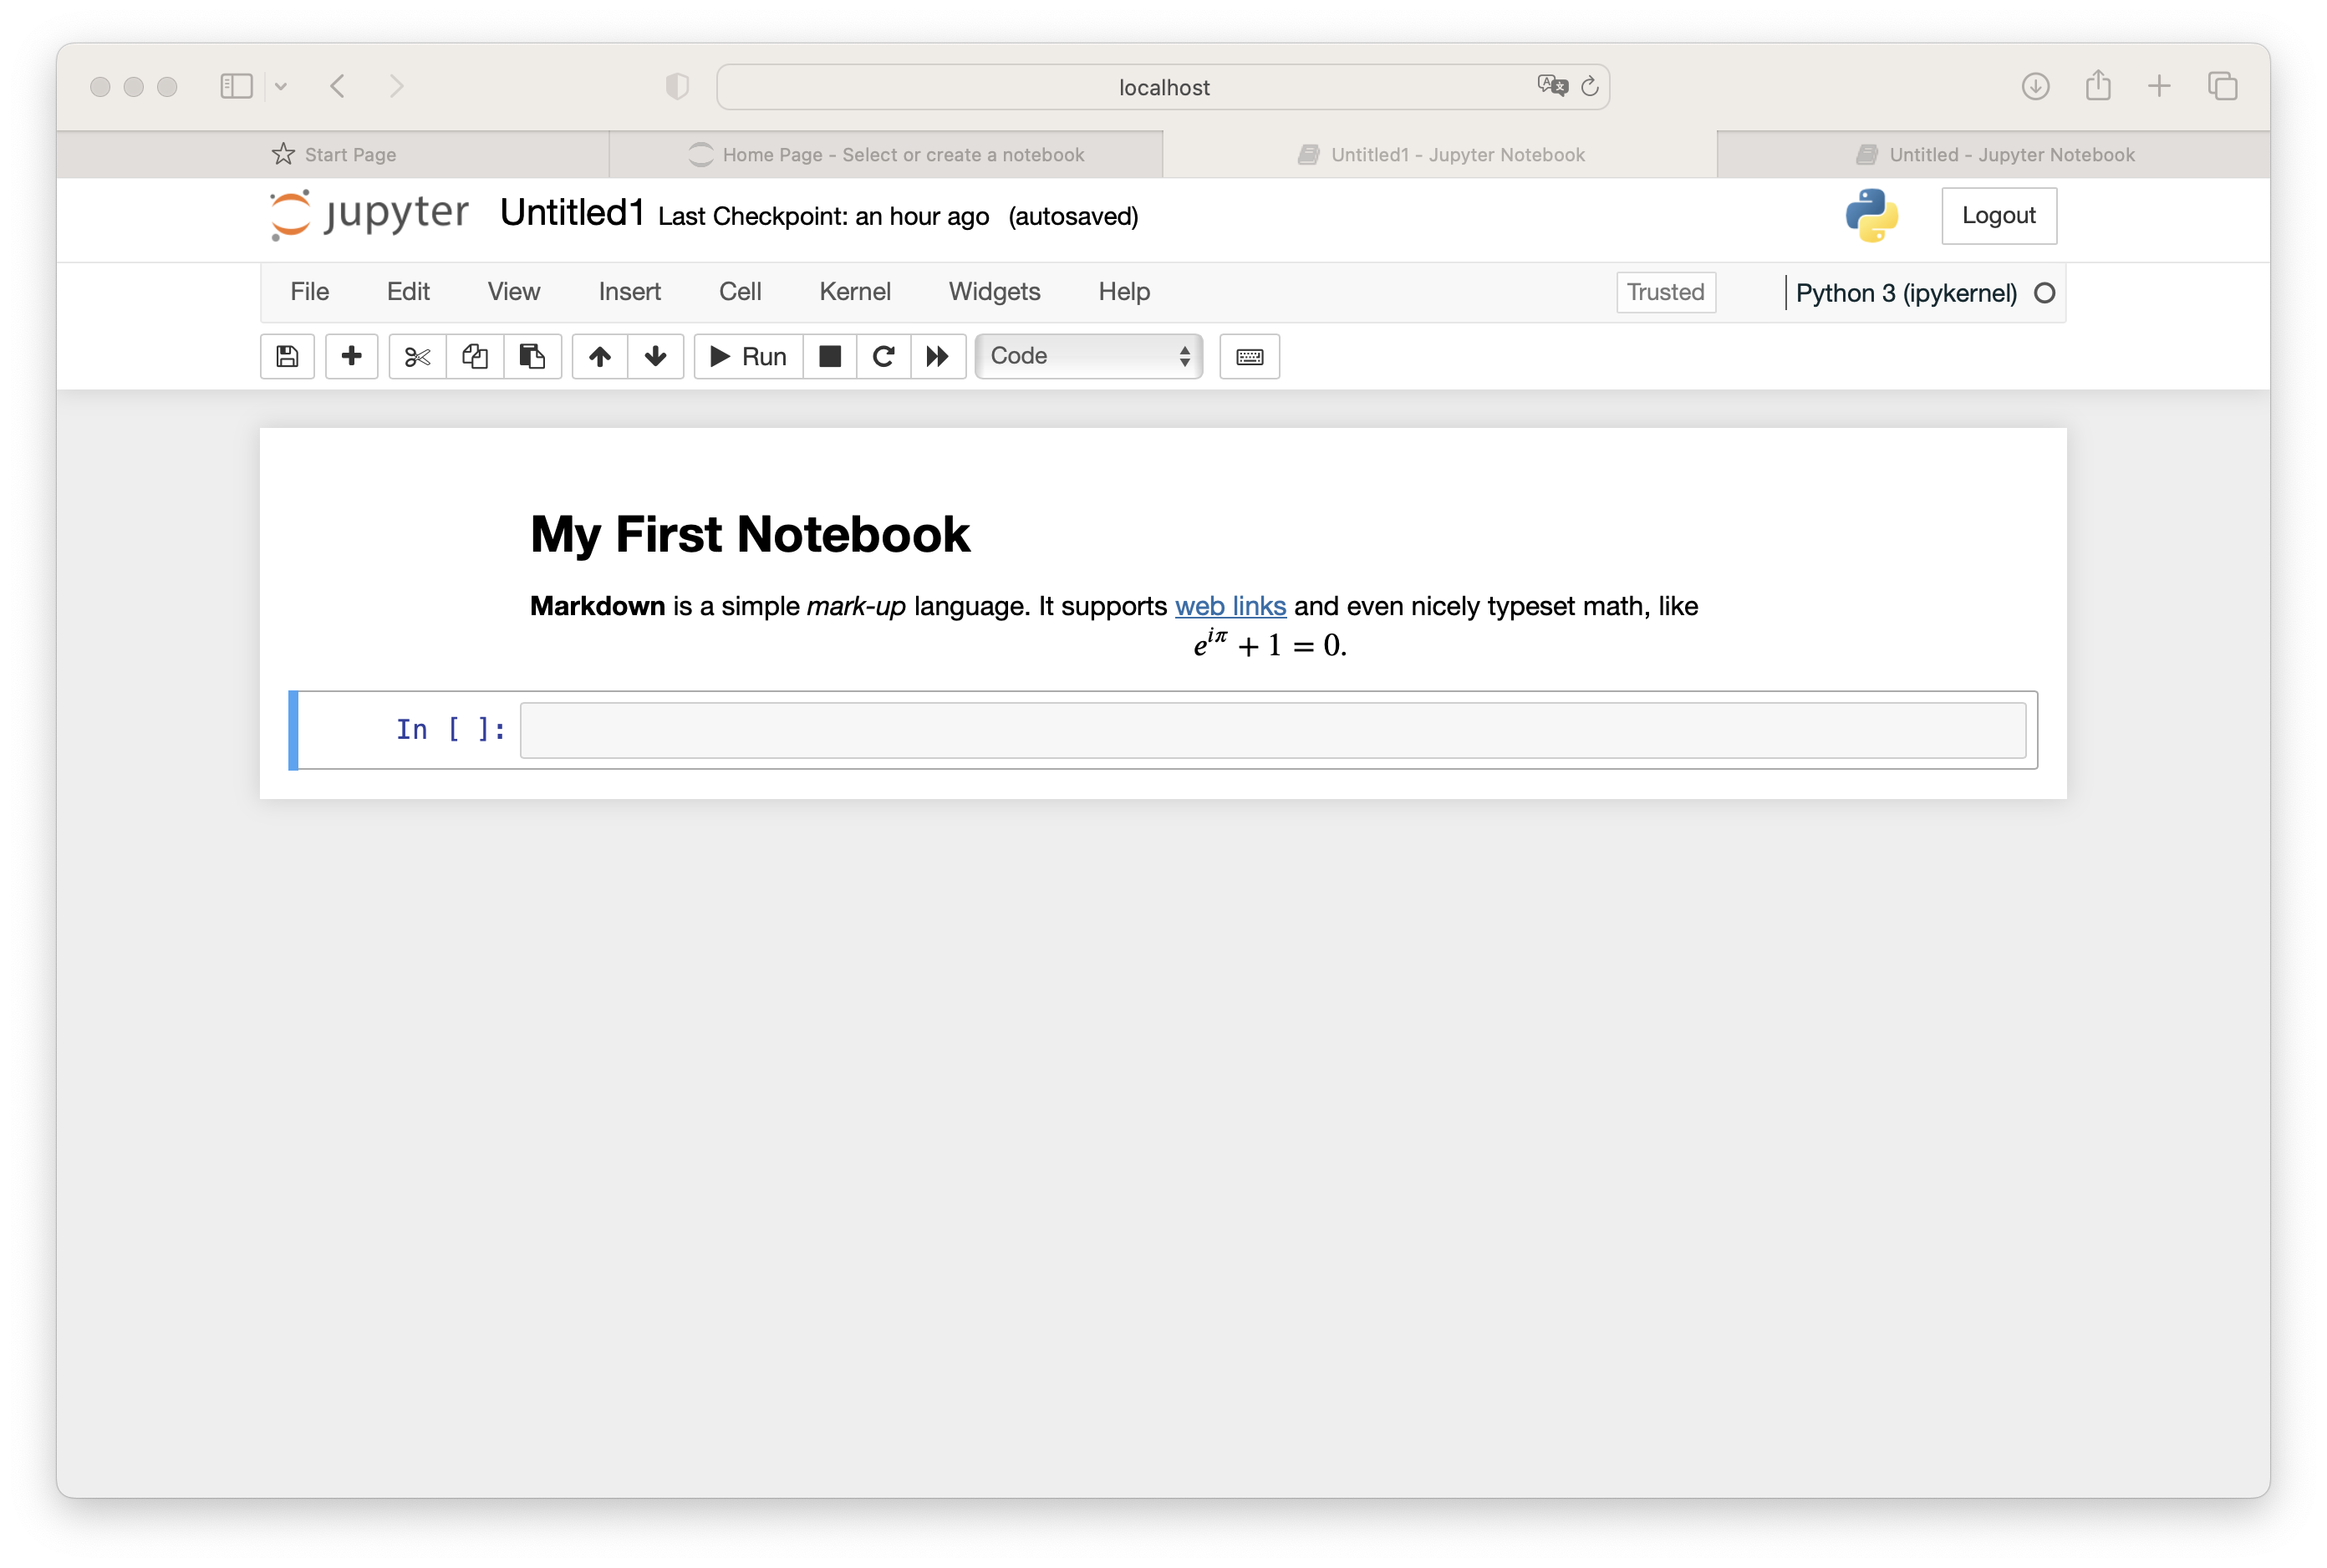 localhost
Start Page
Home Page - Select or create a notebook
Untitled1 - Jupyter Notebook
Untitled - Jupyter Notebook
jupyter Untitled1 Last Checkpoint: an hour ago (autosaved)
Logout
File Edit View Insert Cell Kernel Widgets Help
Trusted
Python 3 (ipykernel)
Run
Code
My First Notebook
Markdown is a simple mark-up language. It supports web links and even nicely typeset math, like
e^{iπ} + 1 = 0.
In [ ]: